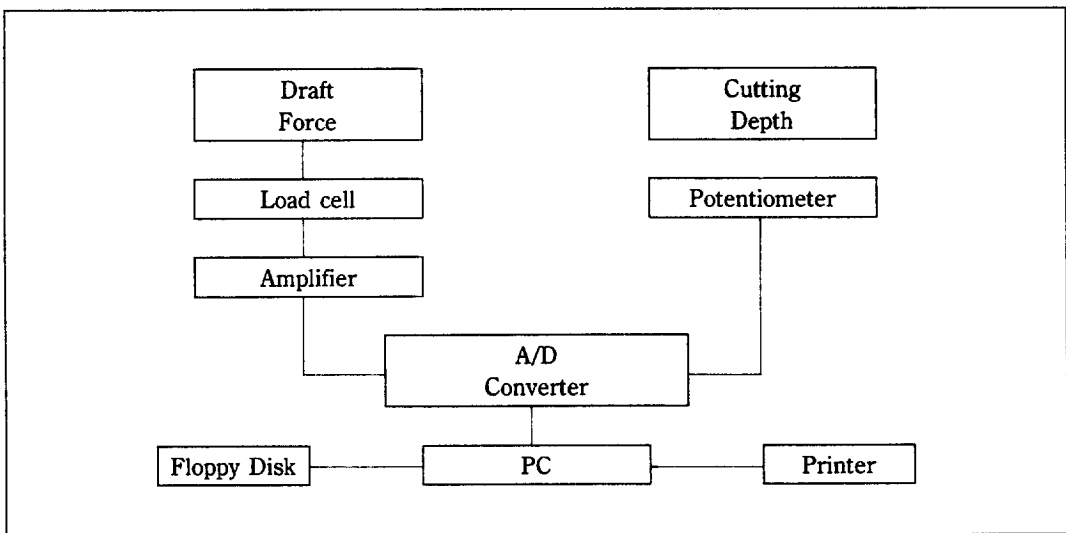 Draft
Force
Cutting
Depth
Load cell
Potentiometer
Amplifier
A/D
Converter
Floppy Disk
PC
Printer